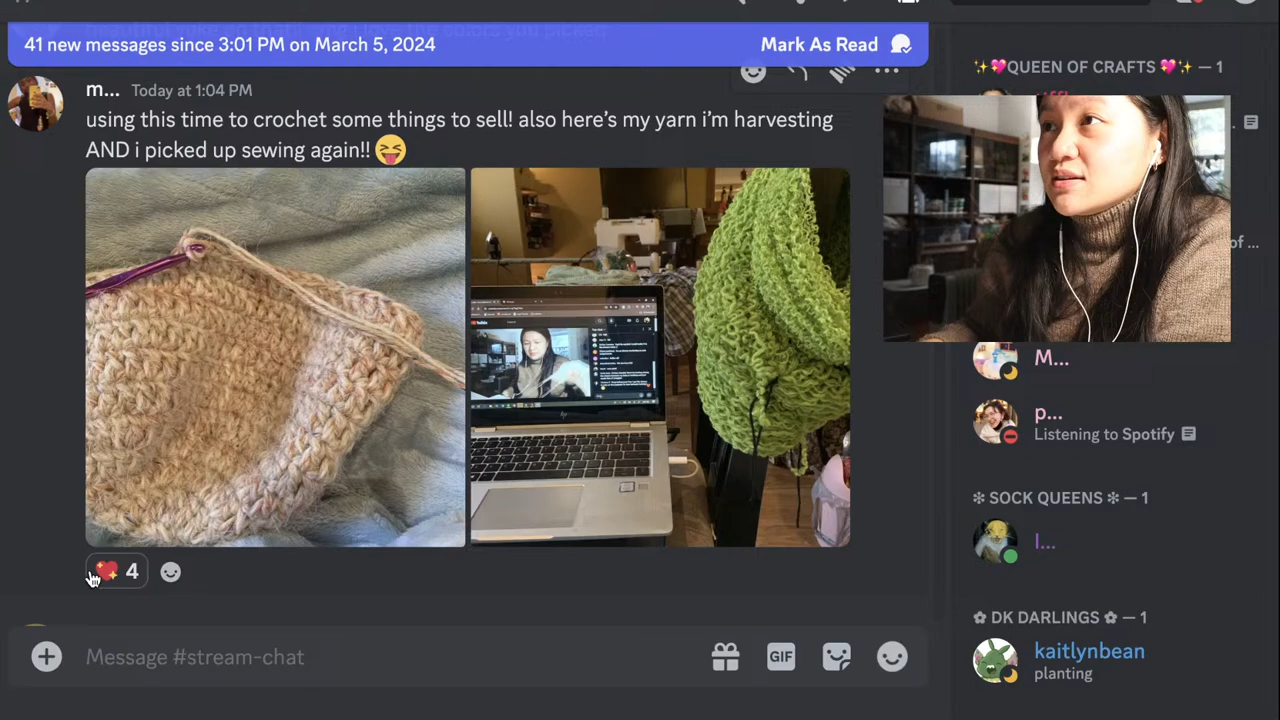 41 new messages since 3:01 PM on March 5, 2024
Mark As Read
m... Today at 1:04 PM
using this time to crochet some things to sell! also here's my yarn i'm harvesting
AND i picked up sewing again!! 😝
4
Message #stream-chat
GIF
✨💖QUEEN OF CRAFTS 💖✨ — 1
of ...
M...
p...
Listening to Spotify
❇ SOCK QUEENS ❇ — 1
l...
✿ DK DARLINGS ✿ — 1
kaitlynbean
planting